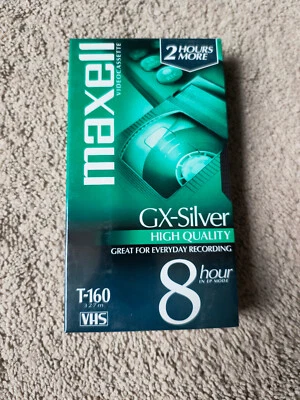 maxell
VIDEOCASSETTE
2 HOURS
MORE
GX-Silver
HIGH QUALITY
GREAT FOR EVERYDAY RECORDING
T-160
327m
VHS
8 hour
IN EP MODE